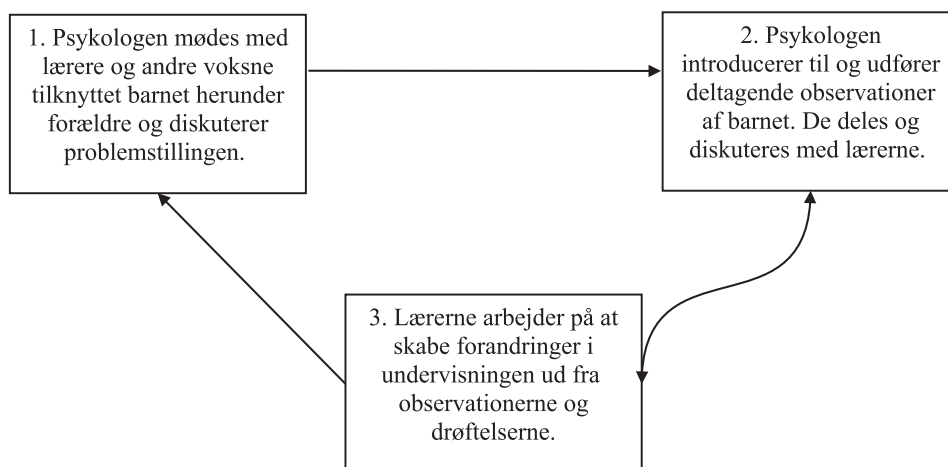 1. Psykologen mødes med
lærere og andre voksne
tilknyttet barnet herunder
forældre og diskuterer
problemstillingen.
2. Psykologen
introducerer til og udfører
deltagende observationer
af barnet. De deles og
diskuteres med lærerne.
3. Lærerne arbejder på at
skabe forandringer i
undervisningen ud fra
observationerne og
drøftelserne.